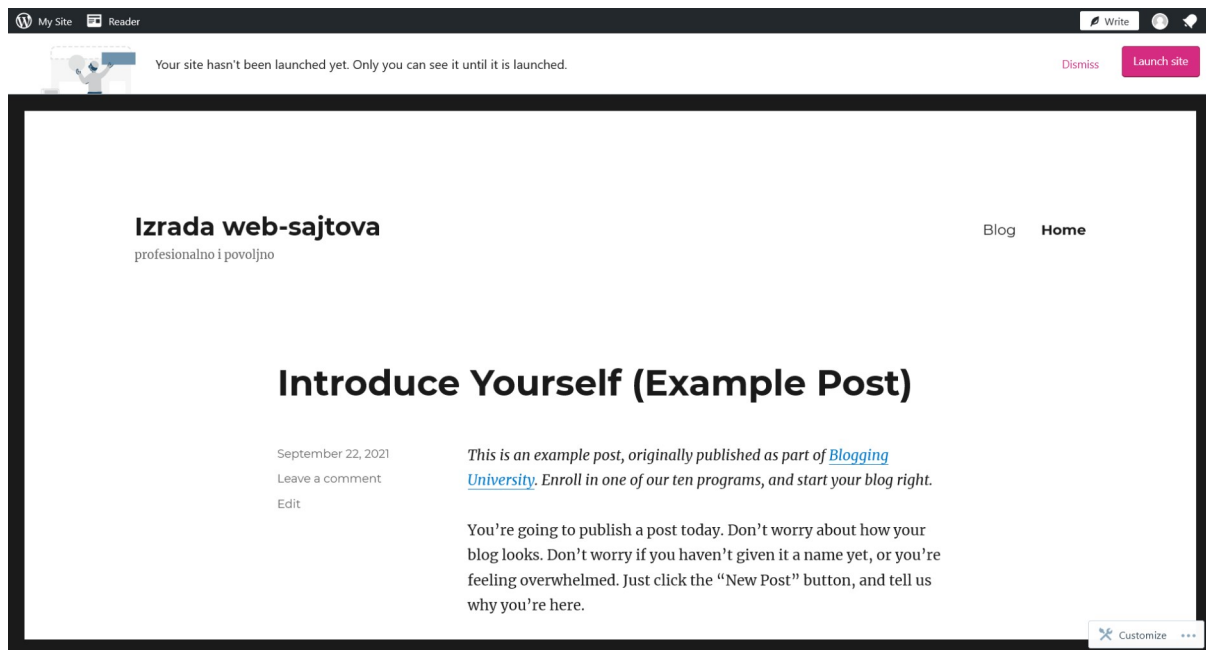 My Site Reader Write
Your site hasn't been launched yet. Only you can see it until it is launched. Dismiss Launch site
Izrada web-sajtova
profesionalno i povoljno
Blog Home
Introduce Yourself (Example Post)
September 22, 2021
Leave a comment
Edit
This is an example post, originally published as part of Blogging
University. Enroll in one of our ten programs, and start your blog right.
You’re going to publish a post today. Don’t worry about how your
blog looks. Don’t worry if you haven’t given it a name yet, or you’re
feeling overwhelmed. Just click the “New Post” button, and tell us
why you’re here.
Customize